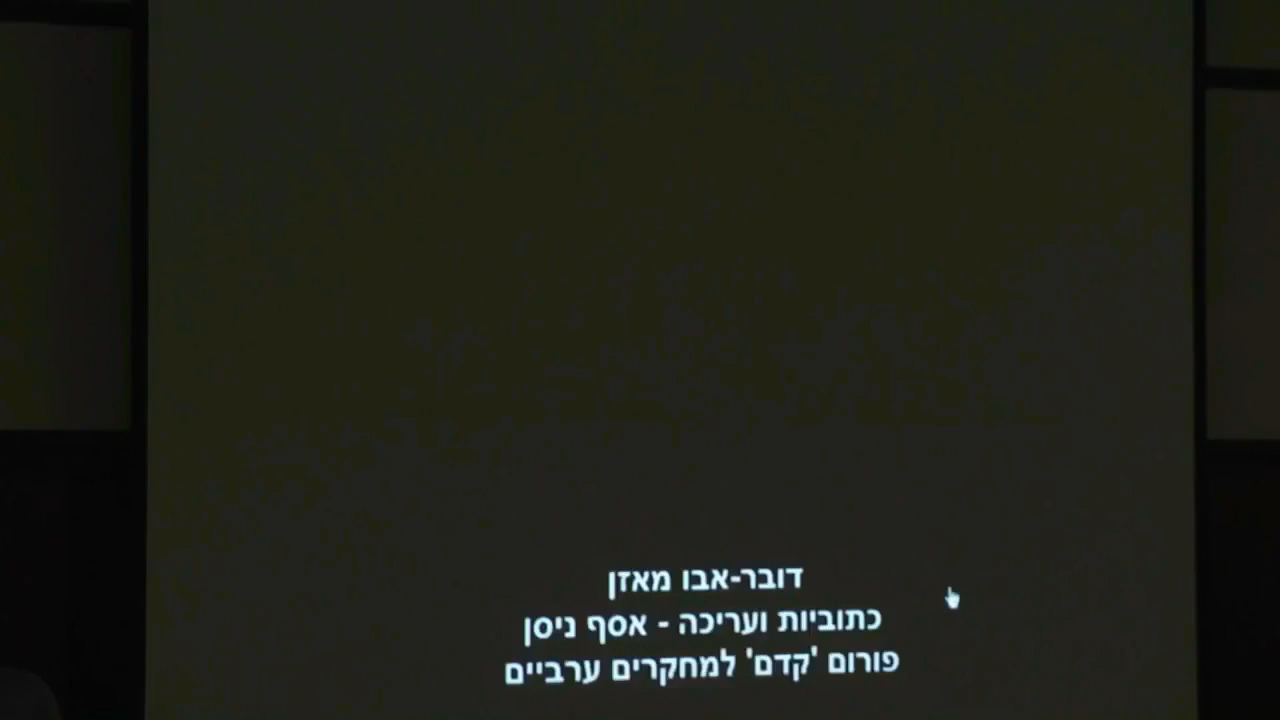 דובר-אבו מאזן
כתוביות ועריכה - אסף ניסן
פורום 'קדם' למחקרים ערביים